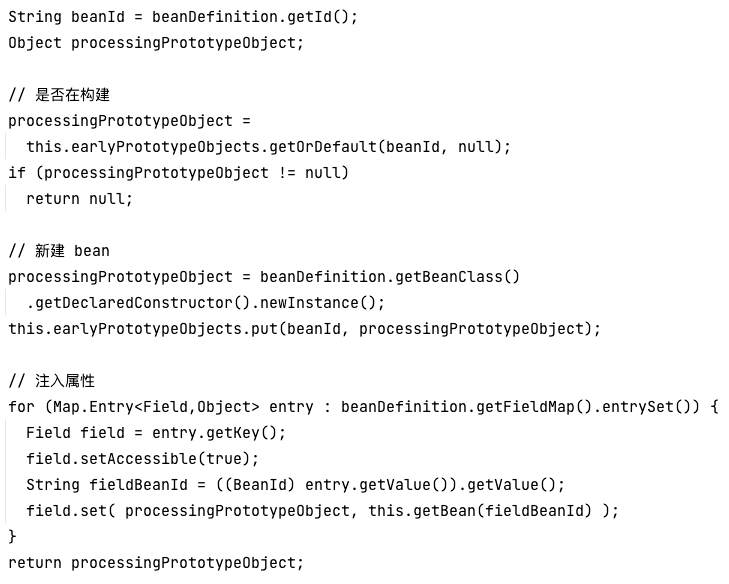 String beanId = beanDefinition.getId();
Object processingPrototypeObject;

// 是否在构建
processingPrototypeObject =
  this.earlyPrototypeObjects.getOrDefault(beanId, null);
if (processingPrototypeObject != null)
  return null;

// 新建 bean
processingPrototypeObject = beanDefinition.getBeanClass()
  .getDeclaredConstructor().newInstance();
this.earlyPrototypeObjects.put(beanId, processingPrototypeObject);

// 注入属性
for (Map.Entry<Field,Object> entry : beanDefinition.getFieldMap().entrySet()) {
  Field field = entry.getKey();
  field.setAccessible(true);
  String fieldBeanId = ((BeanId) entry.getValue()).getValue();
  field.set( processingPrototypeObject, this.getBean(fieldBeanId) );
}
return processingPrototypeObject;